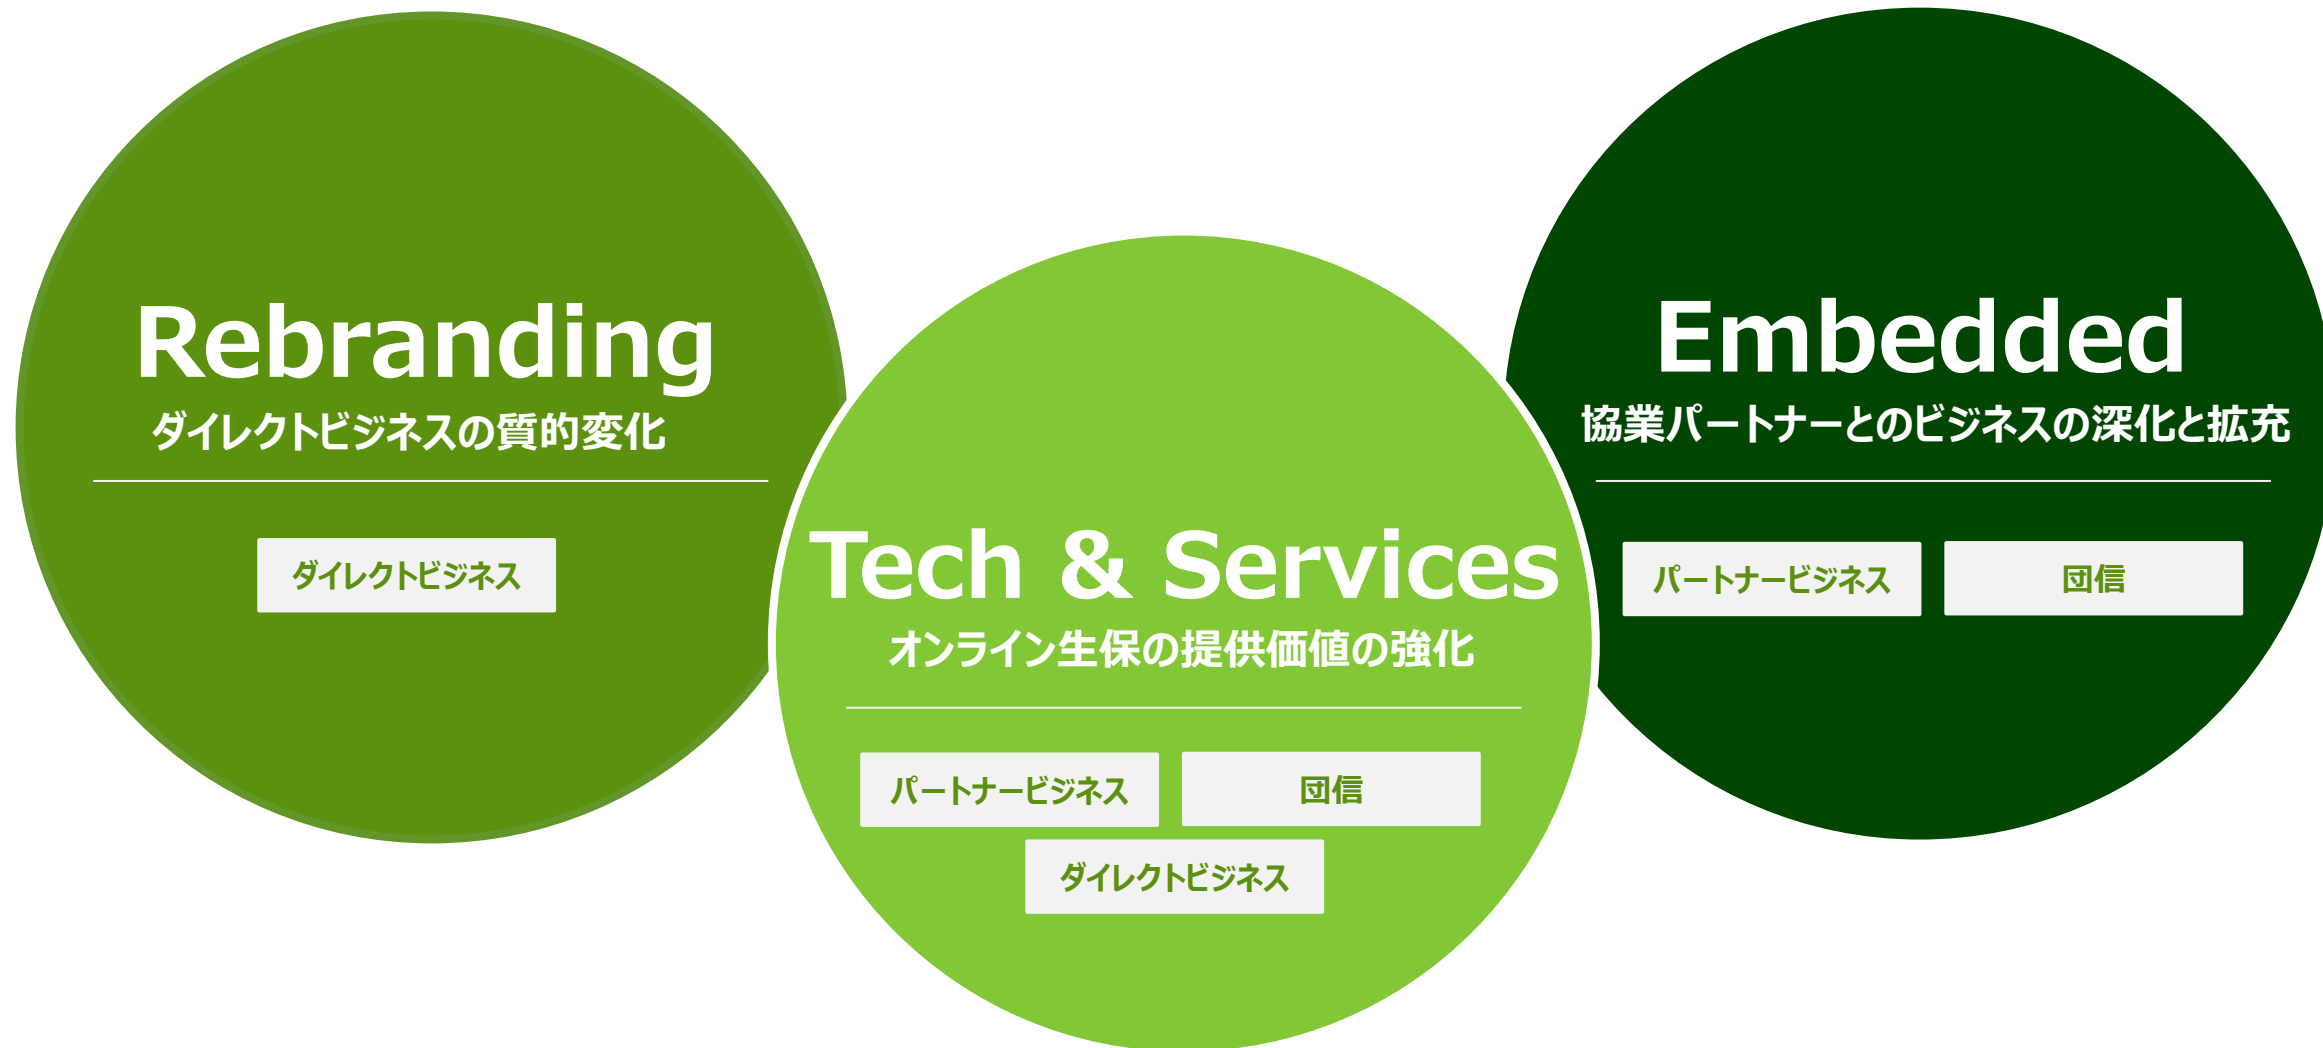 Rebranding
ダイレクトビジネスの質的変化
ダイレクトビジネス
Tech & Services
オンライン生保の提供価値の強化
パートナービジネス
団信
ダイレクトビジネス
Embedded
協業パートナーとのビジネスの深化と拡充
パートナービジネス
団信